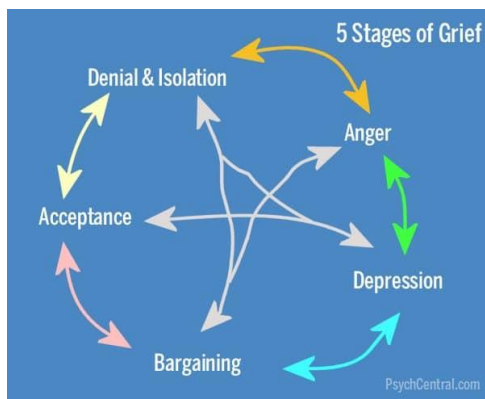 5 Stages of Grief
Denial & Isolation
Anger
Acceptance
Depression
Bargaining
PsychCentral.com